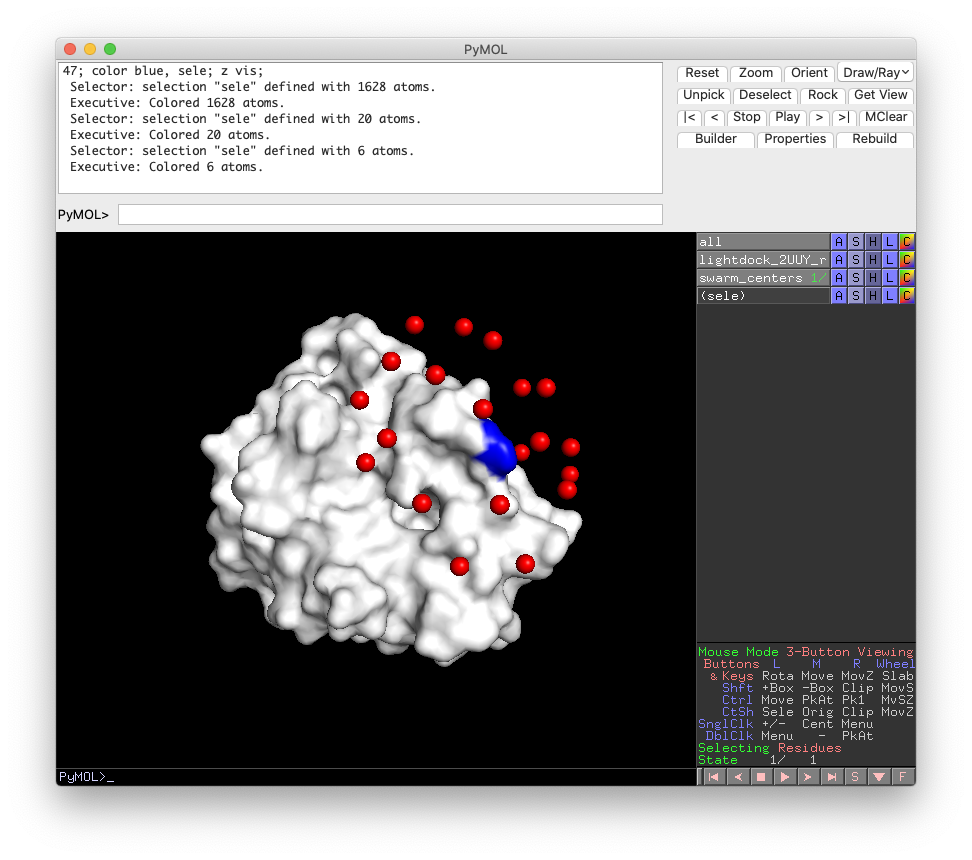 PyMOL
47; color blue, sele; z vis;
Selector: selection "sele" defined with 1628 atoms.
Executive: Colored 1628 atoms.
Selector: selection "sele" defined with 20 atoms.
Executive: Colored 20 atoms.
Selector: selection "sele" defined with 6 atoms.
Executive: Colored 6 atoms.
PyMOL>
Reset Zoom Orient Draw/Ray
Unpick Deselect Rock Get View
|< < Stop Play > >| MClear
Builder Properties Rebuild
all A S H L C
lightdock_2UUY_r A S H L C
swarm_centers 1/ A S H L C
(sele) A S H L C
Mouse Mode 3-Button Viewing
Buttons L M R Wheel
& Keys Rota Move MovZ Slab
Shft +Box -Box Clip MovS
Ctrl Move PkAt Pk1 MvSZ
CtSh Sele Orig Clip MovZ
SnglClk +/- Cent Menu
DblClk Menu - PkAt
Selecting Residues
State 1/ 1
PyMOL>_
S F